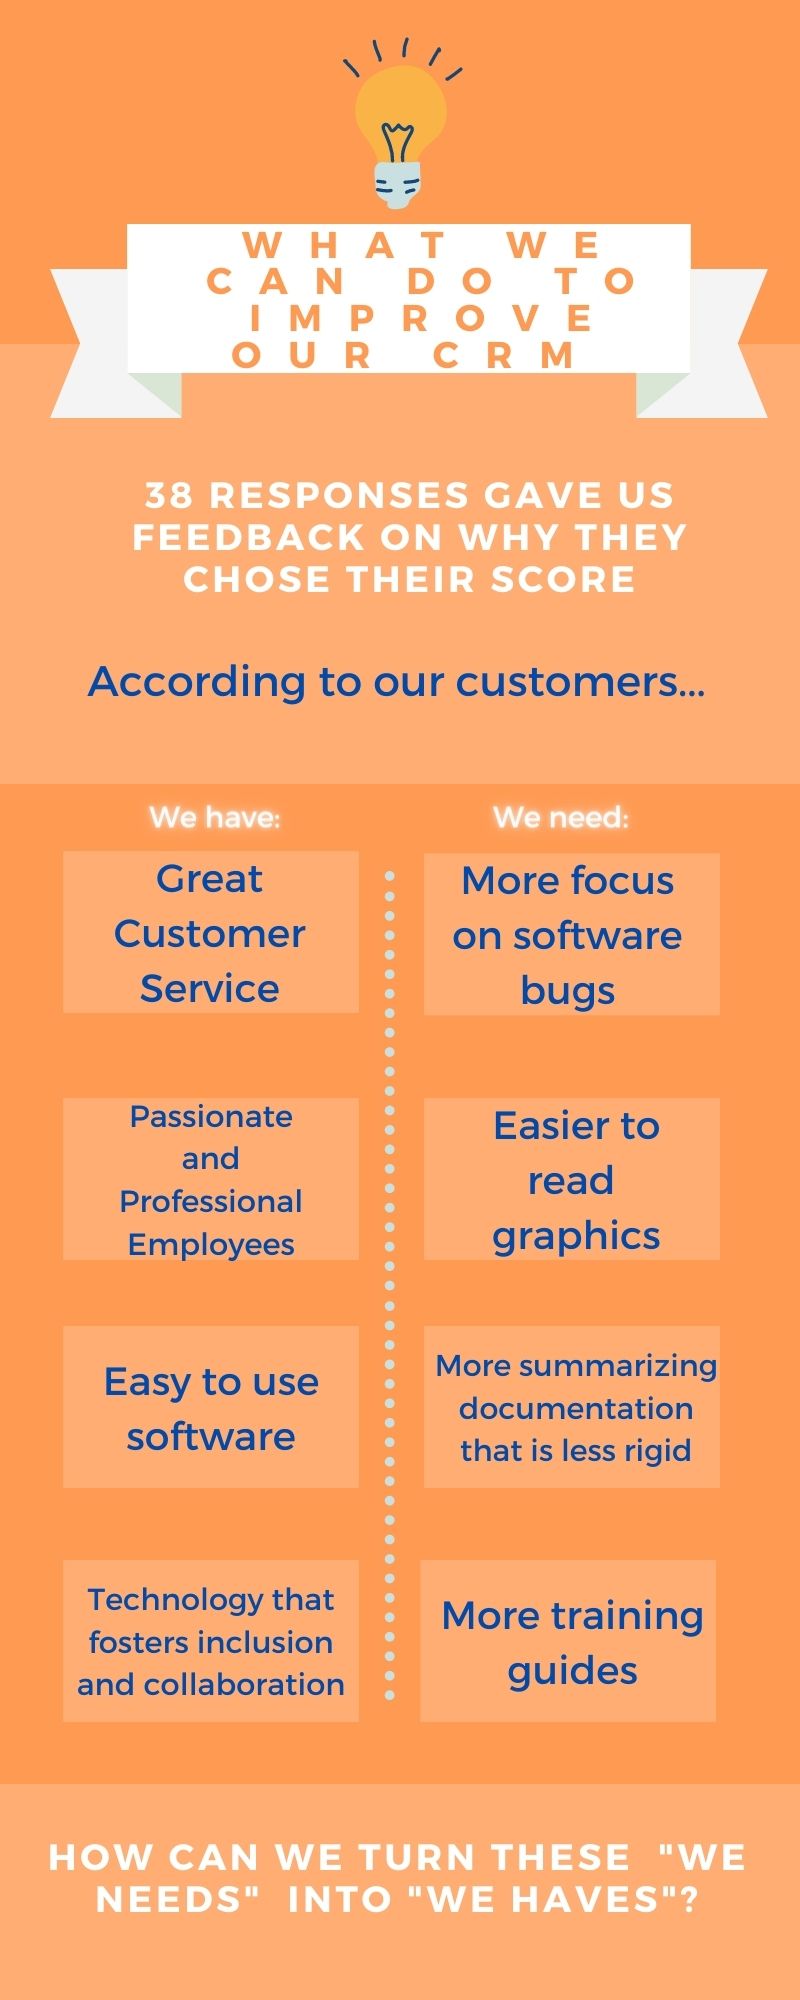 WHAT WE
CAN DO TO
IMPROVE
OUR CRM
38 RESPONSES GAVE US
FEEDBACK ON WHY THEY
CHOSE THEIR SCORE
According to our customers...
We have:
Great
Customer
Service
Passionate
and
Professional
Employees
Easy to use
software
Technology that
fosters inclusion
and collaboration
We need:
More focus
on software
bugs
Easier to
read
graphics
More summarizing
documentation
that is less rigid
More training
guides
HOW CAN WE TURN THESE "WE
NEEDS" INTO "WE HAVES"?